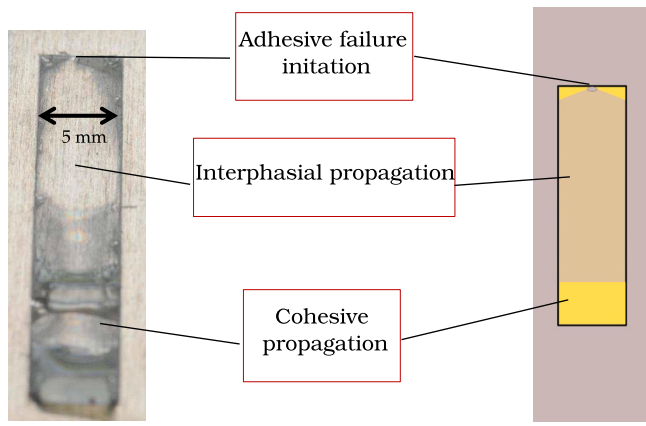 Adhesive failure
initation
5 mm
Interphasial propagation
Cohesive
propagation